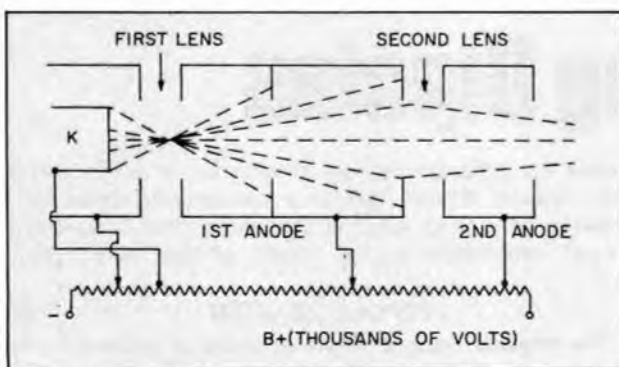 FIRST LENS
SECOND LENS
K
1ST ANODE
2ND ANODE
-
B+(THOUSANDS OF VOLTS)